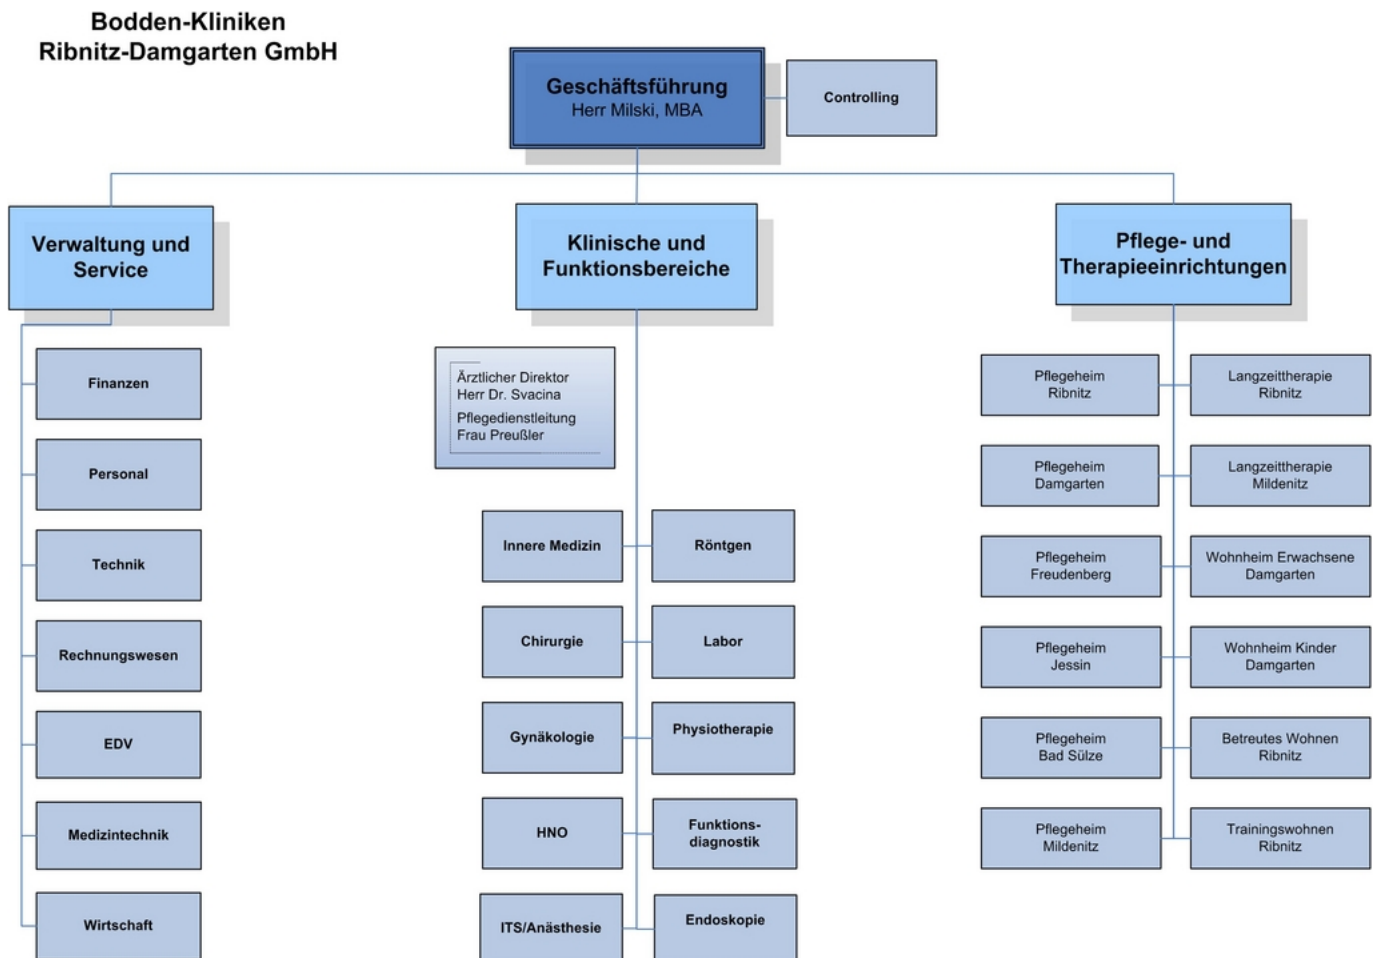 Bodden-Kliniken
Ribnitz-Damgarten GmbH
Geschäftsführung
Herr Milski, MBA
Controlling
Verwaltung und
Service
Klinische und
Funktionsbereiche
Pflege- und
Therapieeinrichtungen
Finanzen
Personal
Technik
Rechnungswesen
EDV
Medizintechnik
Wirtschaft
Ärztlicher Direktor
Herr Dr. Svacina
Pflegedienstleitung
Frau Preußler
Innere Medizin
Röntgen
Chirurgie
Labor
Gynäkologie
Physiotherapie
HNO
Funktions-
diagnostik
ITS/Anästhesie
Endoskopie
Pflegeheim
Ribnitz
Langzeittherapie
Ribnitz
Pflegeheim
Damgarten
Langzeittherapie
Mildenitz
Pflegeheim
Freudenberg
Wohnheim Erwachsene
Damgarten
Pflegeheim
Jessin
Wohnheim Kinder
Damgarten
Pflegeheim
Bad Sülze
Betreutes Wohnen
Ribnitz
Pflegeheim
Mildenitz
Trainingswohnen
Ribnitz